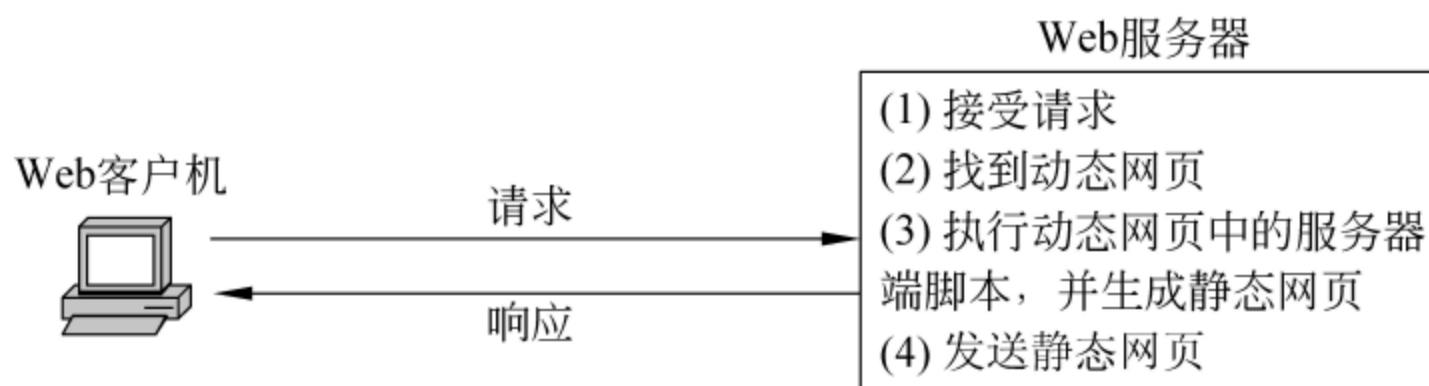 Web服务器
(1) 接受请求
(2) 找到动态网页
(3) 执行动态网页中的服务器
端脚本，并生成静态网页
(4) 发送静态网页
Web客户机
请求
响应